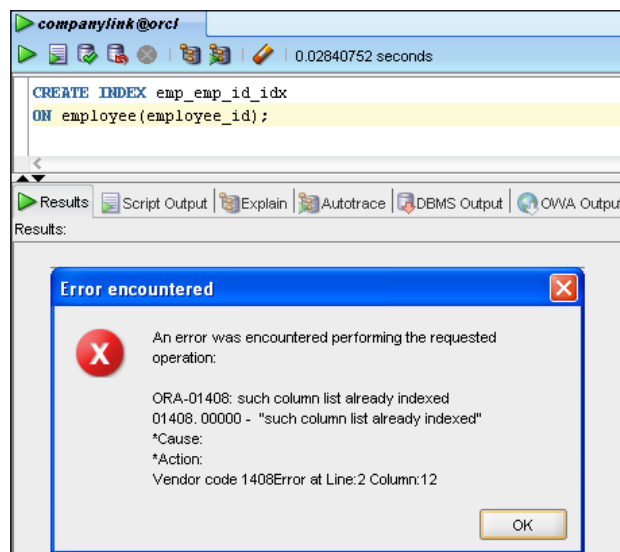 companylink@orcl
0.02840752 seconds
CREATE INDEX emp_emp_id_idx
ON employee(employee_id);
Results Script Output Explain Autotrace DBMS Output OWA Output
Results:
Error encountered
An error was encountered performing the requested
operation:
ORA-01408: such column list already indexed
01408. 00000 - "such column list already indexed"
*Cause:
*Action:
Vendor code 1408Error at Line:2 Column:12
OK